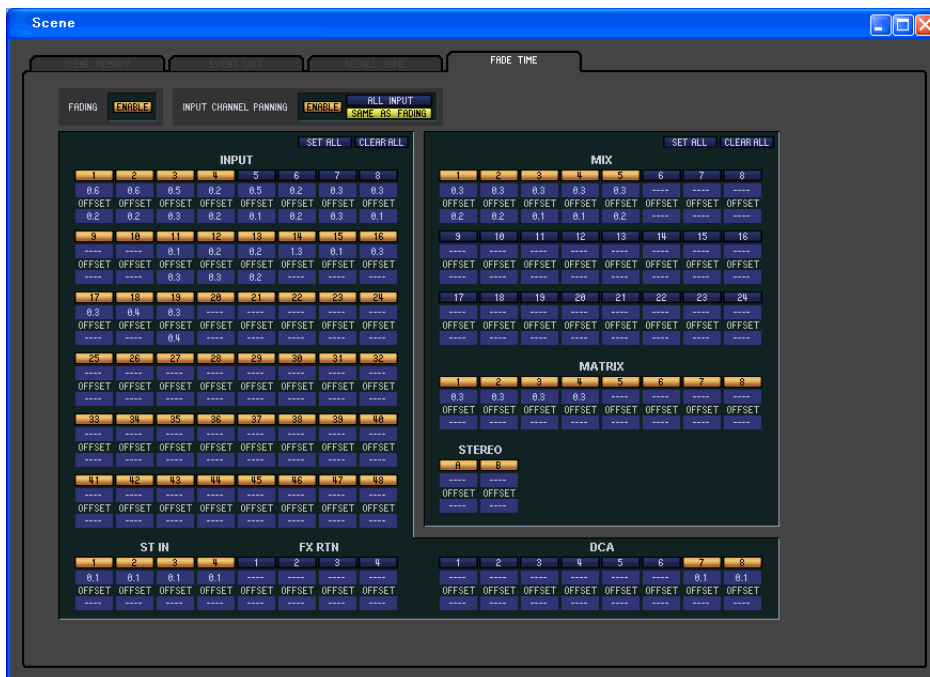 Scene
SCENE MEMORY EVENT LIST RECALL SAFE FADE TIME
FADING ENABLE INPUT CHANNEL PANNING ENABLE ALL INPUT
SAME AS FADING
SET ALL CLEAR ALL
INPUT
1 2 3 4 5 6 7 8
0.6 0.6 0.5 0.2 0.5 0.2 0.3 0.3
OFFSET OFFSET OFFSET OFFSET OFFSET OFFSET OFFSET OFFSET
0.2 0.2 0.3 0.2 0.1 0.2 0.3 0.1
9 10 11 12 13 14 15 16
---- ---- 0.1 0.2 0.2 1.3 0.1 0.3
OFFSET OFFSET OFFSET OFFSET OFFSET OFFSET OFFSET OFFSET
---- ---- 0.3 0.3 0.2 ---- ---- ----
17 18 19 20 21 22 23 24
0.3 0.4 0.3 ---- ---- ---- ---- ----
OFFSET OFFSET OFFSET OFFSET OFFSET OFFSET OFFSET OFFSET
---- ---- 0.4 ---- ---- ---- ---- ----
25 26 27 28 29 30 31 32
---- ---- ---- ---- ---- ---- ---- ----
OFFSET OFFSET OFFSET OFFSET OFFSET OFFSET OFFSET OFFSET
---- ---- ---- ---- ---- ---- ---- ----
33 34 35 36 37 38 39 40
---- ---- ---- ---- ---- ---- ---- ----
OFFSET OFFSET OFFSET OFFSET OFFSET OFFSET OFFSET OFFSET
---- ---- ---- ---- ---- ---- ---- ----
41 42 43 44 45 46 47 48
---- ---- ---- ---- ---- ---- ---- ----
OFFSET OFFSET OFFSET OFFSET OFFSET OFFSET OFFSET OFFSET
---- ---- ---- ---- ---- ---- ---- ----
SET ALL CLEAR ALL
MIX
1 2 3 4 5 6 7 8
0.3 0.3 0.3 0.3 0.3 ---- ---- ----
OFFSET OFFSET OFFSET OFFSET OFFSET OFFSET OFFSET OFFSET
0.2 0.2 0.1 0.1 0.2 ---- ---- ----
9 10 11 12 13 14 15 16
---- ---- ---- ---- ---- ---- ---- ----
OFFSET OFFSET OFFSET OFFSET OFFSET OFFSET OFFSET OFFSET
---- ---- ---- ---- ---- ---- ---- ----
17 18 19 20 21 22 23 24
---- ---- ---- ---- ---- ---- ---- ----
OFFSET OFFSET OFFSET OFFSET OFFSET OFFSET OFFSET OFFSET
---- ---- ---- ---- ---- ---- ---- ----
MATRIX
1 2 3 4 5 6 7 8
0.3 0.3 0.3 0.3 ---- ---- ---- ----
OFFSET OFFSET OFFSET OFFSET OFFSET OFFSET OFFSET OFFSET
---- ---- ---- ---- ---- ---- ---- ----
STEREO
A B
---- ----
OFFSET OFFSET
---- ----
ST IN FX RTN
1 2 3 4 1 2 3 4
0.1 0.1 0.1 0.1 ---- ---- ---- ----
OFFSET OFFSET OFFSET OFFSET OFFSET OFFSET OFFSET OFFSET
---- ---- ---- ---- ---- ---- ---- ----
DCA
1 2 3 4 5 6 7 8
---- ---- ---- ---- ---- ---- 0.1 0.1
OFFSET OFFSET OFFSET OFFSET OFFSET OFFSET OFFSET OFFSET
---- ---- ---- ---- ---- ---- ---- ----